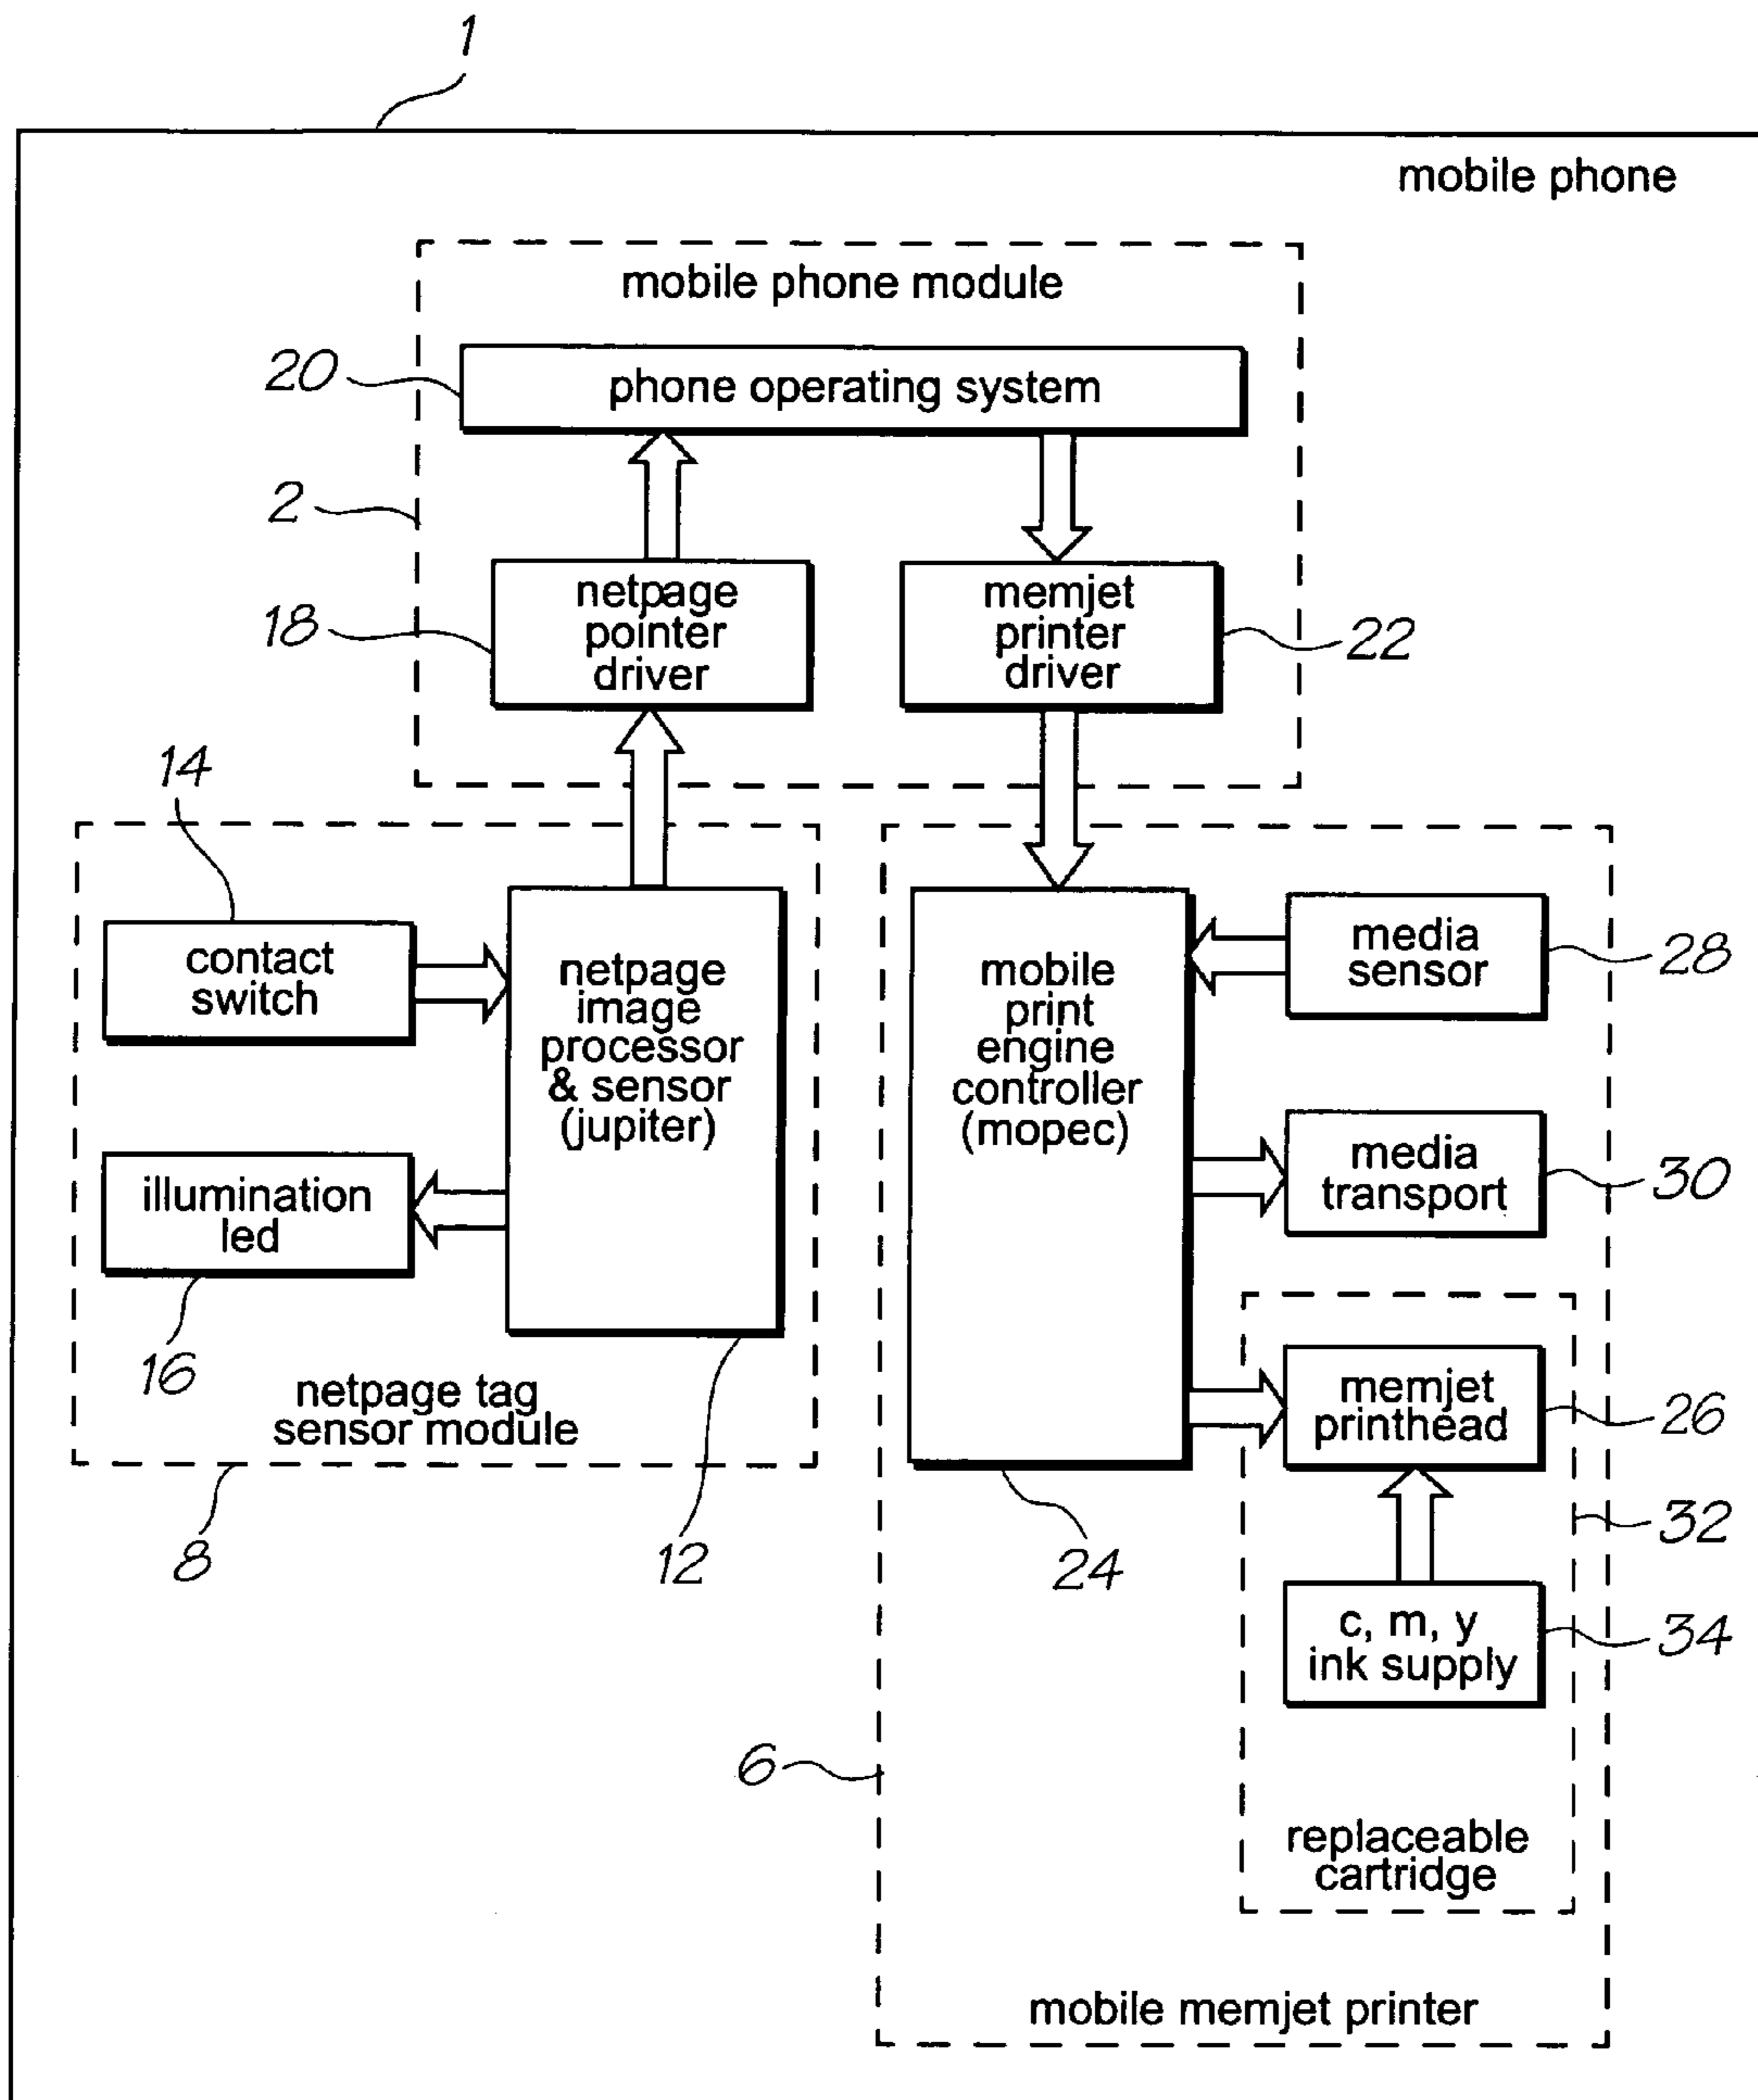 1
mobile phone
mobile phone module
20
phone operating system
2
18
netpage
pointer
driver
memjet
printer
driver
22
14
contact
switch
netpage
image
processor
& sensor
(jupiter)
illumination
led
16
netpage tag
sensor module
8
12
mobile
print
engine
controller
(mopec)
media
sensor
28
media
transport
30
memjet
printhead
26
32
24
c, m, y
ink supply
34
6
replaceable
cartridge
mobile memjet printer